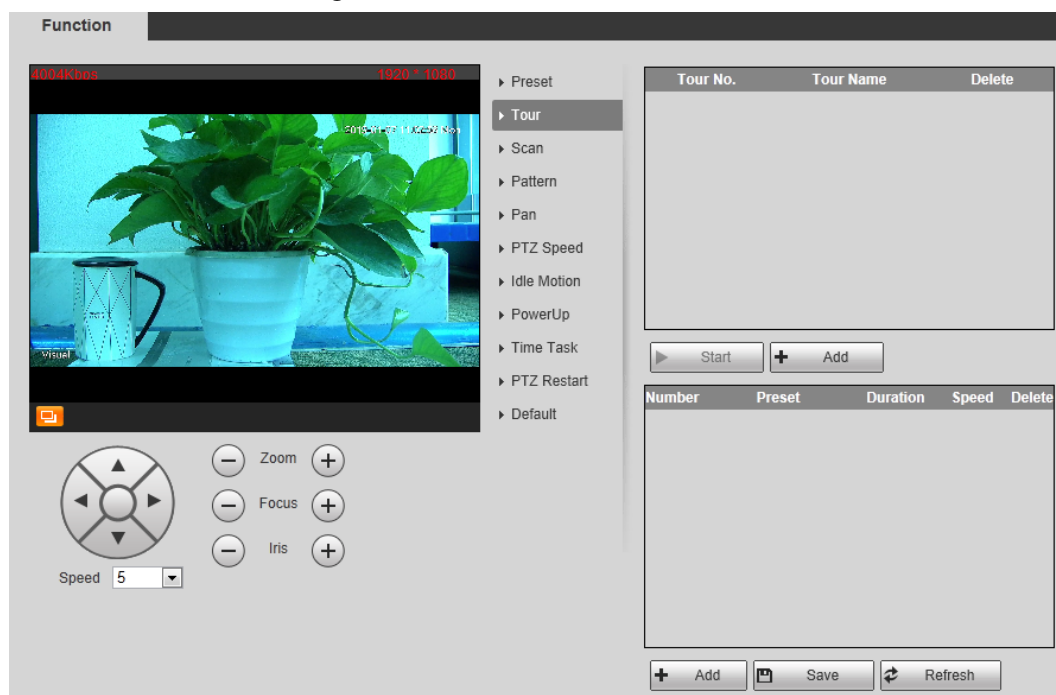 Function
4004Kbps 1920 * 1080
Visuel
Preset
Tour
Scan
Pattern
Pan
PTZ Speed
Idle Motion
PowerUp
Time Task
PTZ Restart
Default
Zoom
Focus
Iris
Speed 5
Tour No. Tour Name Delete
Start Add
Number Preset Duration Speed Delete
Add Save Refresh